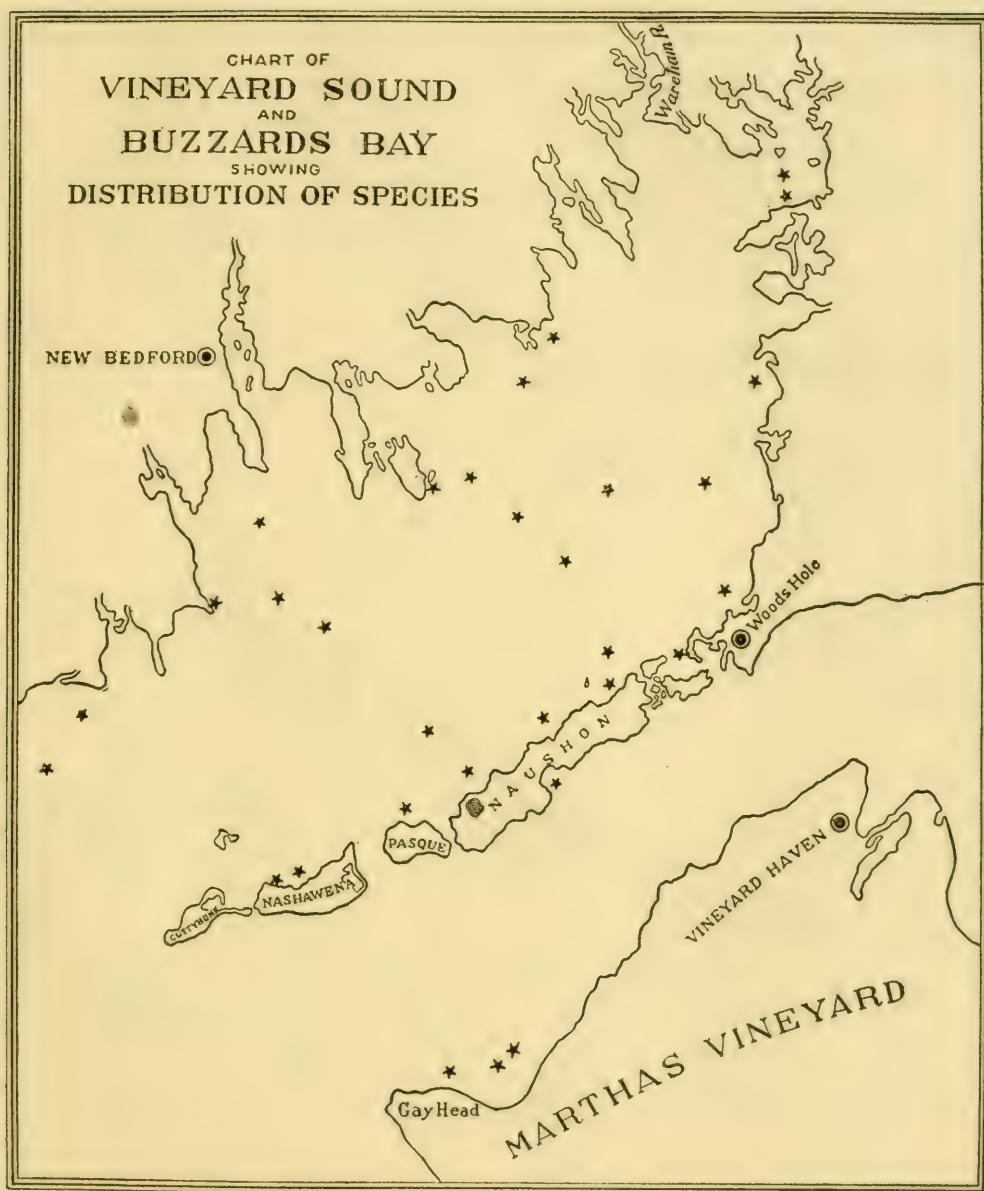 CHART OF
VINEYARD SOUND
AND
BUZZARDS BAY
SHOWING
DISTRIBUTION OF SPECIES
Wareham R.
NEW BEDFORD
Woods Hole
NAUSHON
PASQUE
NASHAWENA
CUTTYHUNK
VINEYARD HAVEN
MARTHAS VINEYARD
Gay Head